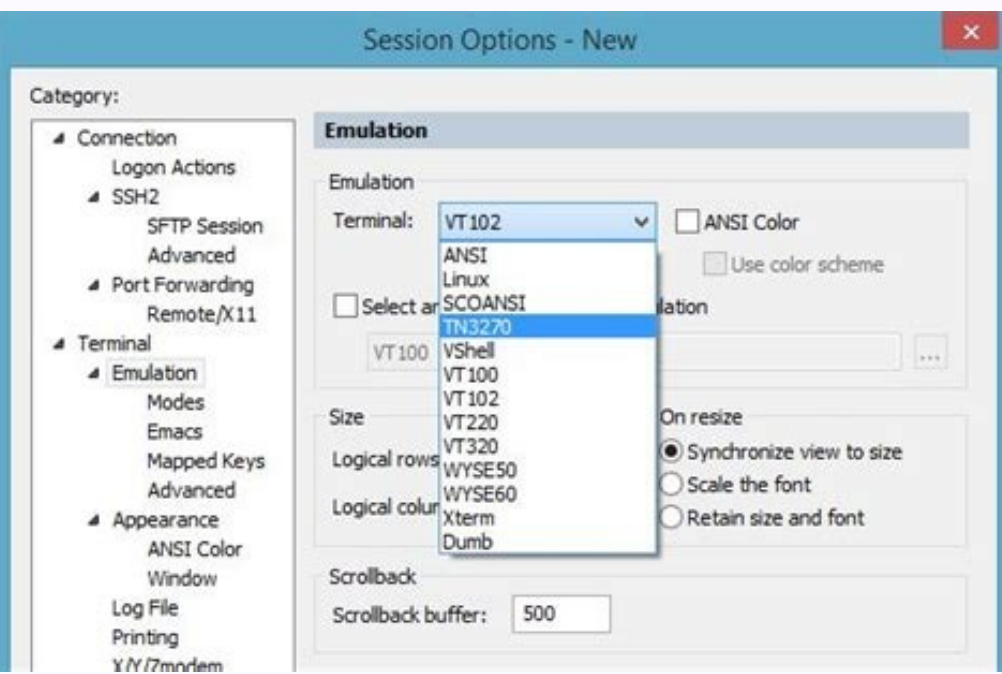 Session Options - New
Category:
Connection
Logon Actions
SSH2
SFTP Session
Advanced
Port Forwarding
Remote/X11
Terminal
Emulation
Modes
Emacs
Mapped Keys
Advanced
Appearance
ANSI Color
Window
Log File
Printing
X/Y/Zmodem
Emulation
Emulation
Terminal:
VT102
ANSI Color
Use color scheme
ANSI
Linux
SCOANSI
TN3270
VShell
VT100
VT102
VT220
VT320
WYSE50
WYSE60
Xterm
Dumb
Select
VT100
...
Size
Logical rows
Logical
On resize
Synchronize view to size
Scale the font
Retain size and font
Scrollback
Scrollback buffer:
500